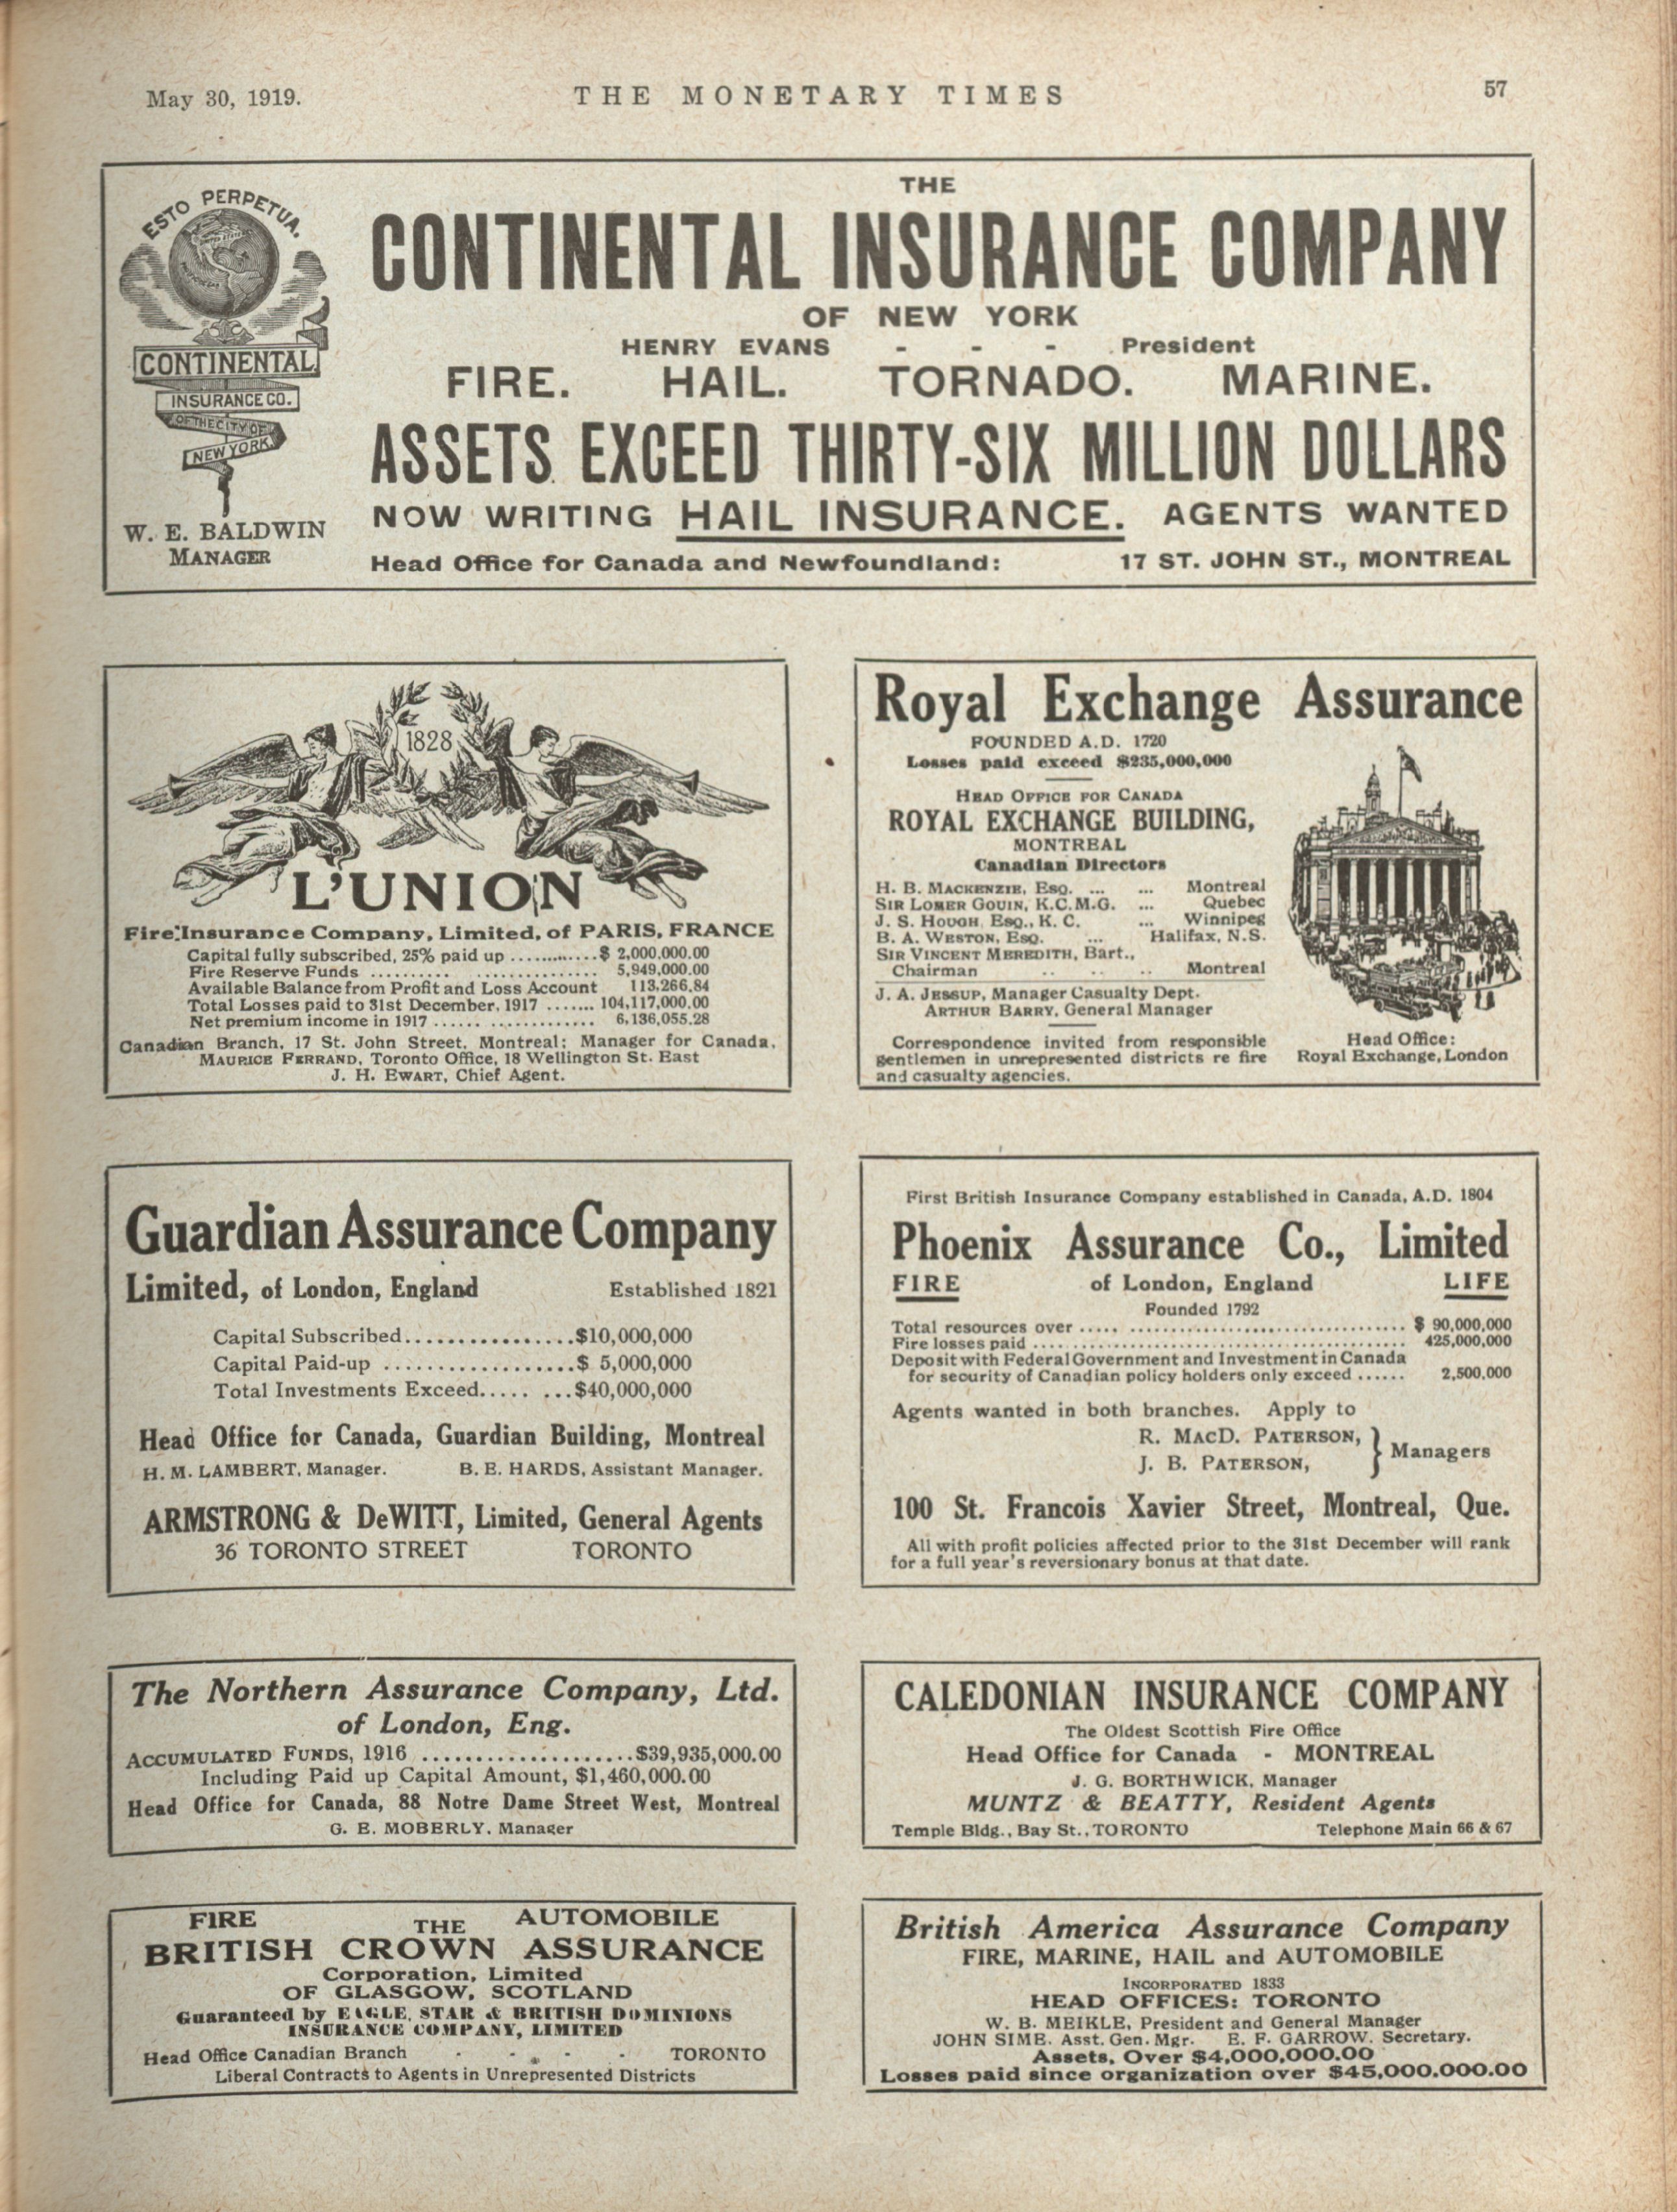 May 30, 1919.
THE MONETARY TIMES
57
ESTO PERPETUA.
CONTINENTAL
INSURANCE CO.
OF THE CITY OF
NEW YORK
W. E. BALDWIN
MANAGER
THE
CONTINENTAL INSURANCE COMPANY
OF NEW YORK
HENRY EVANS - - - President
FIRE. HAIL. TORNADO. MARINE.
ASSETS EXCEED THIRTY-SIX MILLION DOLLARS
NOW WRITING HAIL INSURANCE. AGENTS WANTED
Head Office for Canada and Newfoundland: 17 ST. JOHN ST., MONTREAL
1828
L'UNION
Fire Insurance Company, Limited, of PARIS, FRANCE
Capital fully subscribed, 25% paid up ............ $ 2,000.000.00
Fire Reserve Funds .......... ............... 5,949,000.00
Available Balance from Profit and Loss Account 113,266.84
Total Losses paid to 31st December, 1917 ....... 104,117,000.00
Net premium income in 1917 ...... ............. 6,136,055.28
Canadian Branch, 17 St. John Street, Montreal; Manager for Canada,
MAURICE FERRAND, Toronto Office, 18 Wellington St. East
J. H. EWART, Chief Agent.
Royal Exchange Assurance
FOUNDED A.D. 1720
Losses paid exceed $235,000,000
HEAD OFFICE FOR CANADA
ROYAL EXCHANGE BUILDING,
MONTREAL
Canadian Directors
H. B. MACKENZIE, ESQ. ... ... Montreal
SIR LOMER GOUIN, K.C.M.G. ... Quebec
J. S. HOUGH, ESQ., K. C. ... Winnipeg
B. A. WESTON, ESQ. ... Halifax, N.S.
SIR VINCENT MEREDITH, Bart.,
Chairman .. .. .. Montreal
J. A. JESSUP, Manager Casualty Dept.
ARTHUR BARRY, General Manager
Correspondence invited from responsible
gentlemen in unrepresented districts re fire
and casualty agencies.
Head Office:
Royal Exchange, London
Guardian Assurance Company
Limited, of London, England Established 1821
Capital Subscribed................$10,000,000
Capital Paid-up ..................$ 5,000,000
Total Investments Exceed..... ...$40,000,000
Head Office for Canada, Guardian Building, Montreal
H. M. LAMBERT, Manager. B. E. HARDS, Assistant Manager.
ARMSTRONG & DeWITT, Limited, General Agents
36 TORONTO STREET TORONTO
First British Insurance Company established in Canada, A.D. 1804
Phoenix Assurance Co., Limited
FIRE of London, England LIFE
Founded 1792
Total resources over ..... .................................. $ 90,000,000
Fire losses paid .............................................. 425,000,000
Deposit with Federal Government and Investment in Canada
for security of Canadian policy holders only exceed ...... 2,500,000
Agents wanted in both branches. Apply to
R. MACD. PATERSON,
J. B. PATERSON, } Managers
100 St. Francois Xavier Street, Montreal, Que.
All with profit policies affected prior to the 31st December will rank
for a full year's reversionary bonus at that date.
The Northern Assurance Company, Ltd.
of London, Eng.
ACCUMULATED FUNDS, 1916 ....................$39,935,000.00
Including Paid up Capital Amount, $1,460,000.00
Head Office for Canada, 88 Notre Dame Street West, Montreal
G. E. MOBERLY, Manager
CALEDONIAN INSURANCE COMPANY
The Oldest Scottish Fire Office
Head Office for Canada - MONTREAL
J. G. BORTHWICK, Manager
MUNTZ & BEATTY, Resident Agents
Temple Bldg., Bay St., TORONTO Telephone Main 66 & 67
FIRE THE AUTOMOBILE
BRITISH CROWN ASSURANCE
Corporation, Limited
OF GLASGOW, SCOTLAND
Guaranteed by EAGLE, STAR & BRITISH DOMINIONS
INSURANCE COMPANY, LIMITED
Head Office Canadian Branch - - - - TORONTO
Liberal Contracts to Agents in Unrepresented Districts
British America Assurance Company
FIRE, MARINE, HAIL and AUTOMOBILE
INCORPORATED 1833
HEAD OFFICES: TORONTO
W. B. MEIKLE, President and General Manager
JOHN SIME, Asst. Gen. Mgr. E. F. GARROW, Secretary.
Assets, Over $4,000,000.00
Losses paid since organization over $45,000.000.00